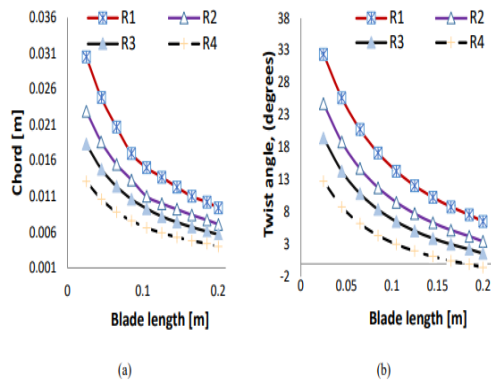 0.036
R1
R2
R3
R4
0.031
0.026
0.021
0.016
0.011
0.006
0.001
Chord [m]
0
0.1
0.2
Blade length [m]
(a)
38
R1
R2
R3
R4
33
28
23
18
13
8
3
-2
Twist angle, (degrees)
0
0.05
0.1
0.15
0.2
Blade length [m]
(b)